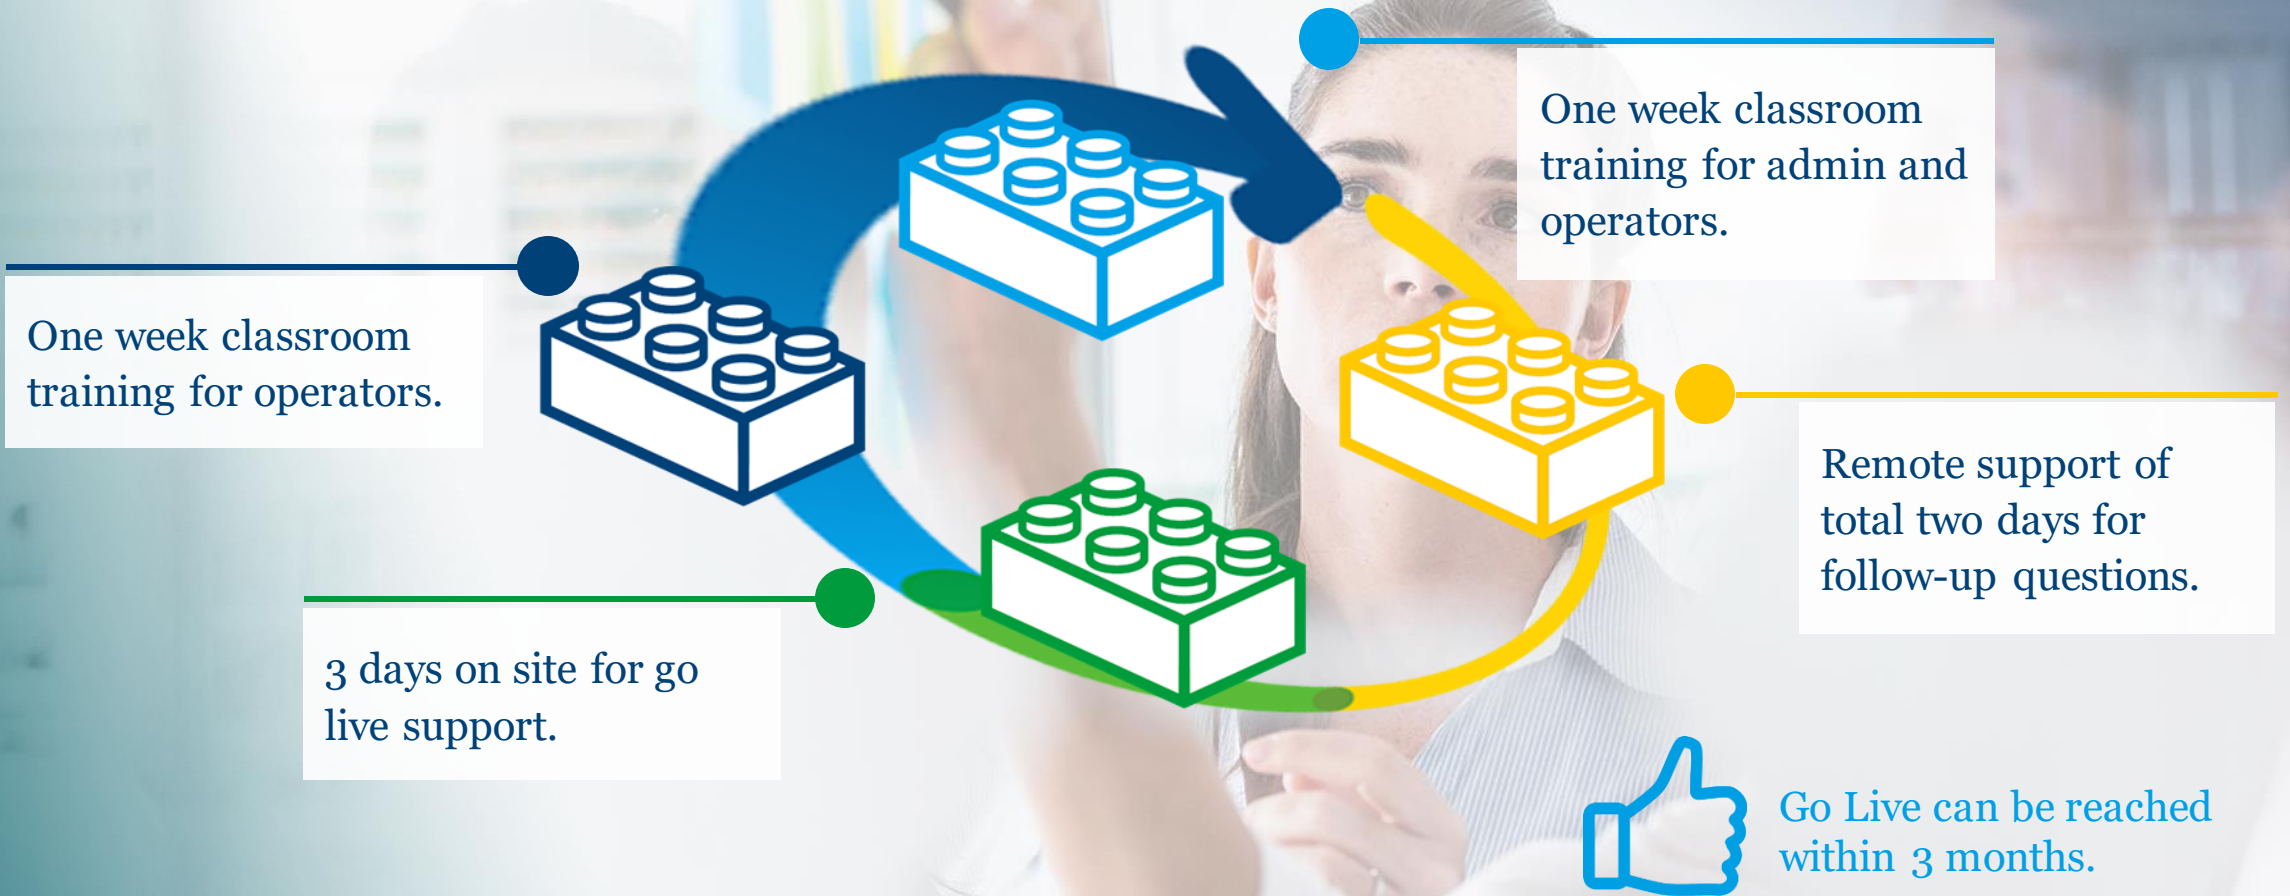 One week classroom
training for admin and
operators.
One week classroom
training for operators.
Remote support of
total two days for
follow-up questions.
3 days on site for go
live support.
Go Live can be reached
within 3 months.